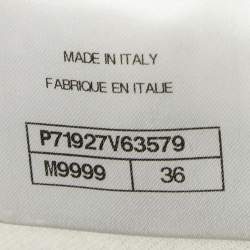 MADE IN ITALY
FABRIQUE EN ITALIE
P71927V63579
M9999 36